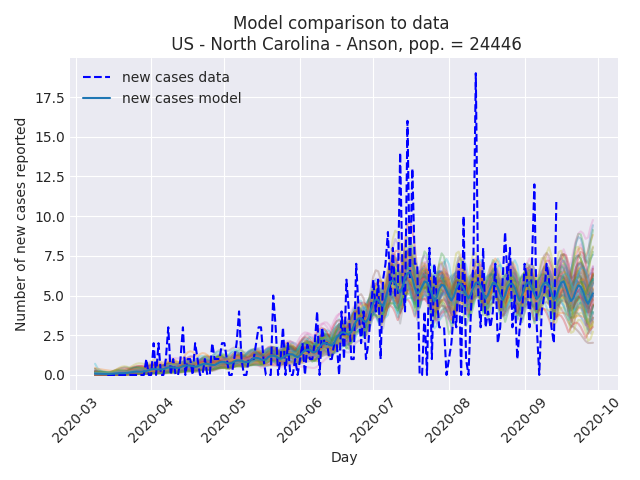 Model comparison to data
US - North Carolina - Anson, pop. = 24446
new cases data
new cases model
Number of new cases reported
17.5
15.0
12.5
10.0
7.5
5.0
2.5
0.0
2020-03
2020-04
2020-05
2020-06
2020-07
2020-08
2020-09
2020-10
Day